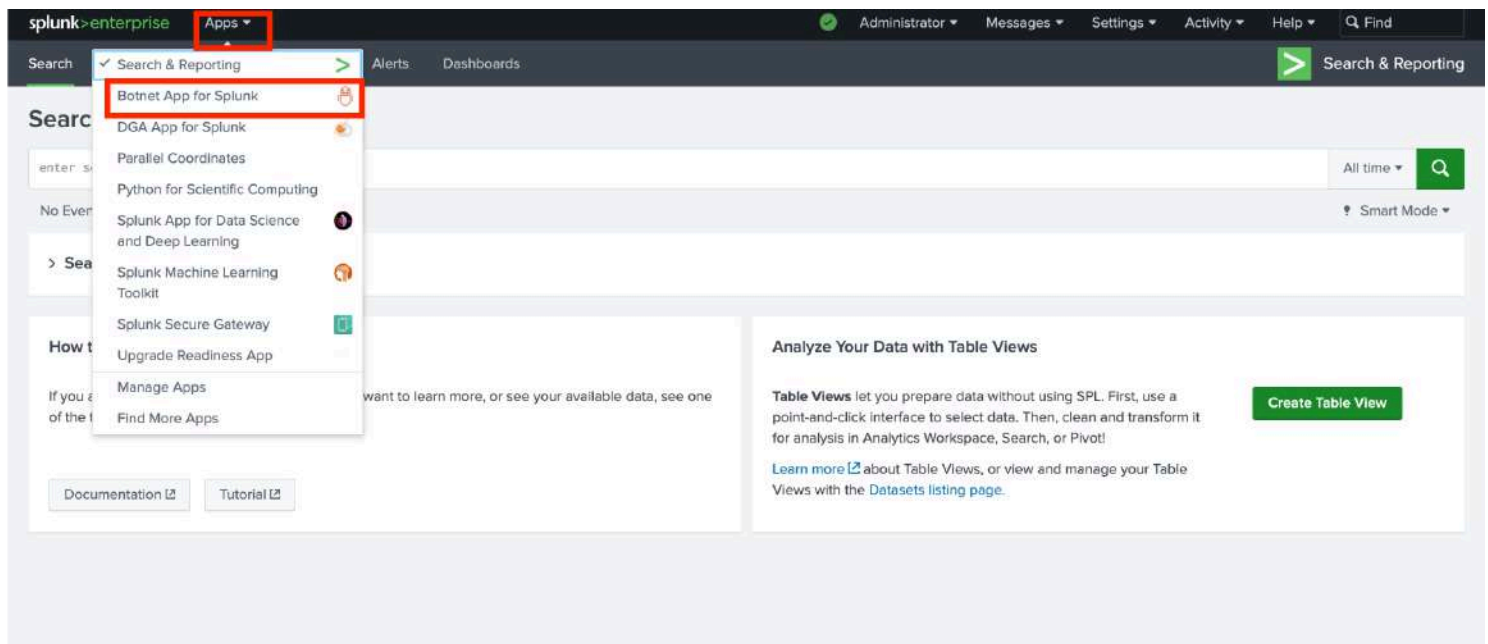 splunk>enterprise Apps Administrator Messages Settings Activity Help Find
Search Alerts Dashboards Search & Reporting
Search & Reporting
Botnet App for Splunk
DGA App for Splunk
Parallel Coordinates
Python for Scientific Computing
Splunk App for Data Science
and Deep Learning
Splunk Machine Learning
Toolkit
Splunk Secure Gateway
Upgrade Readiness App
Manage Apps
Find More Apps
Searc
enter s
All time
No Even
Smart Mode
> Sea
How t
If you a
want to learn more, or see your available data, see one
of the t
Documentation Tutorial
Analyze Your Data with Table Views
Table Views let you prepare data without using SPL. First, use a
point-and-click interface to select data. Then, clean and transform it
for analysis in Analytics Workspace, Search, or Pivot!
Learn more about Table Views, or view and manage your Table
Views with the Datasets listing page.
Create Table View